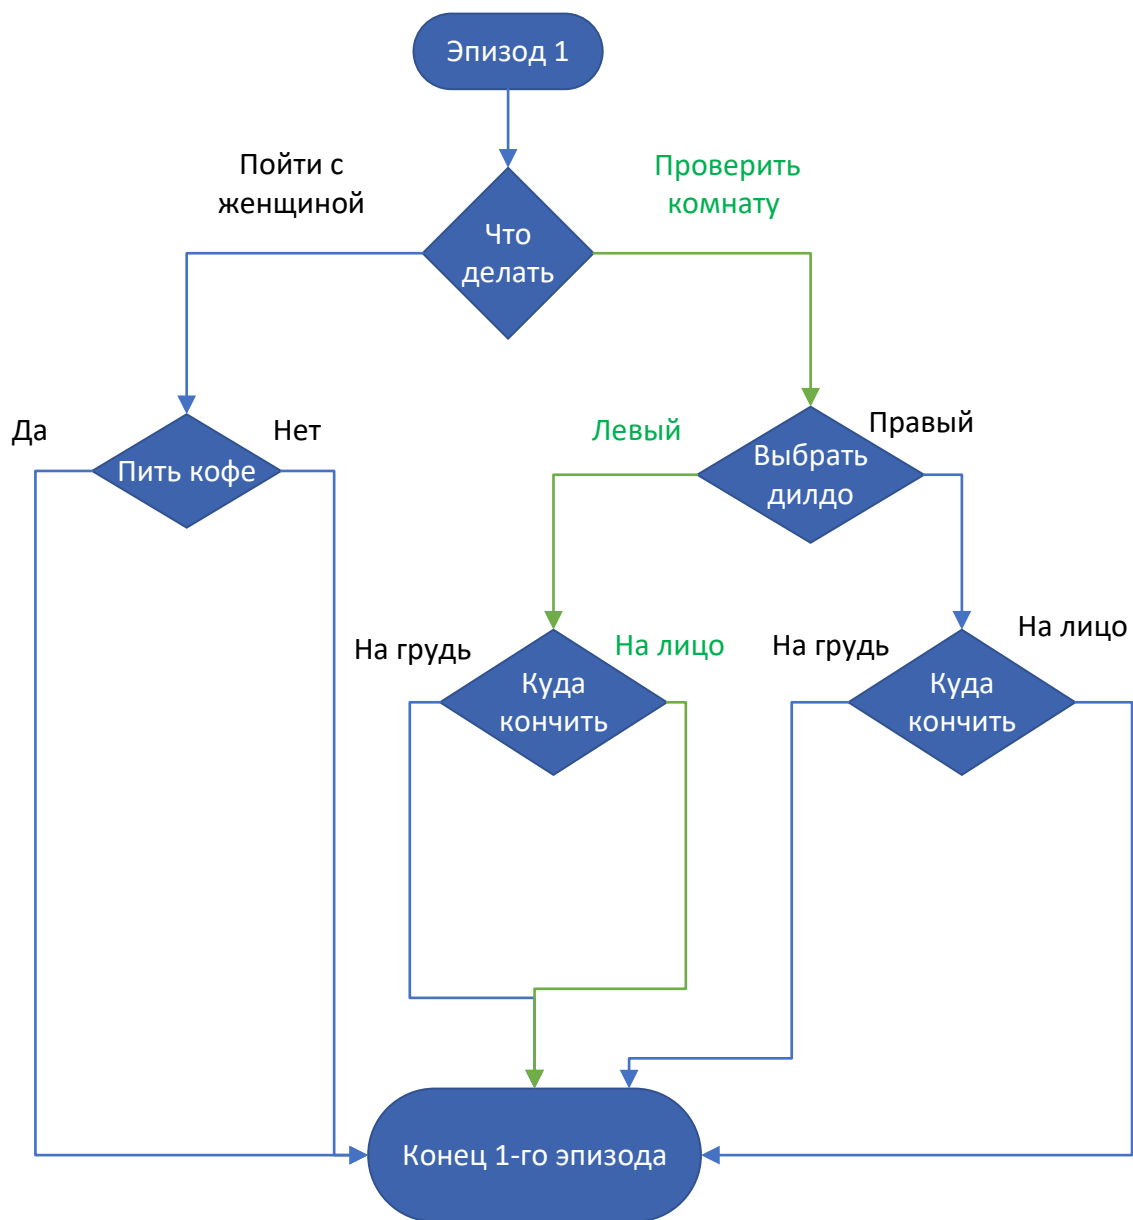 Эпизод 1
Пойти с
женщиной
Проверить
комнату
Что
делать
Да
Нет
Пить кофе
Левый
Правый
Выбрать
дилдо
На грудь
На лицо
Куда
кончить
На грудь
На лицо
Куда
кончить
Конец 1-го эпизода